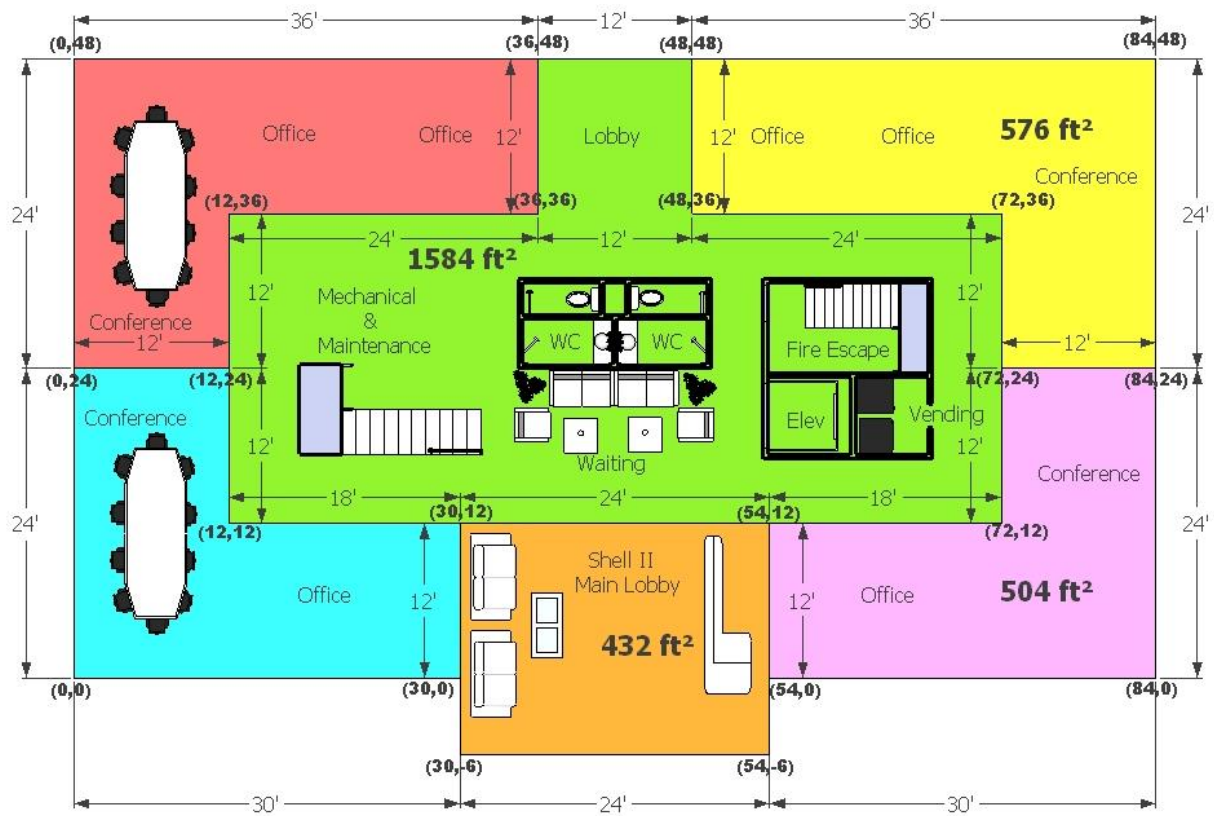 36'
12'
36'
(0,48)
(36,48)
(48,48)
(84,48)
Office
Office
12'
Lobby
12'
Office
Office
576 ft²
Conference
24'
24'
(12,36)
(36,36)
(48,36)
(72,36)
24'
12'
24'
1584 ft²
12'
Mechanical
&
Maintenance
12'
Conference
12'
WC
WC
Fire Escape
12'
(0,24)
(12,24)
(72,24)
(84,24)
Conference
12'
Elev
Vending
12'
Waiting
Conference
18'
24'
18'
(30,12)
(54,12)
24'
24'
(12,12)
(72,12)
Shell II
Main Lobby
Office
12'
12'
Office
504 ft²
432 ft²
(0,0)
(30,0)
(54,0)
(84,0)
(30,-6)
(54,-6)
30'
24'
30'